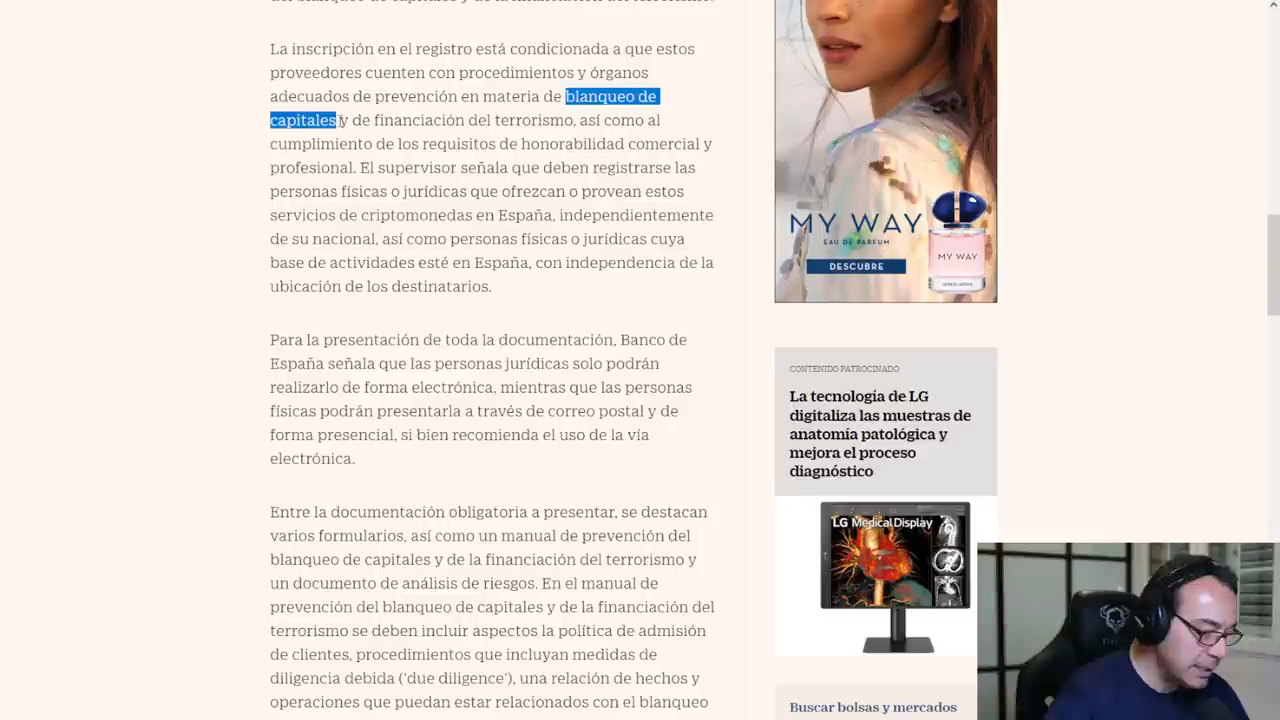 La inscripción en el registro está condicionada a que estos
proveedores cuenten con procedimientos y órganos
adecuados de prevención en materia de blanqueo de
capitales y de financiación del terrorismo, así como al
cumplimiento de los requisitos de honorabilidad comercial y
profesional. El supervisor señala que deben registrarse las
personas físicas o jurídicas que ofrezcan o provean estos
servicios de criptomonedas en España, independientemente
de su nacional, así como personas físicas o jurídicas cuya
base de actividades esté en España, con independencia de la
ubicación de los destinatarios.
Para la presentación de toda la documentación, Banco de
España señala que las personas jurídicas solo podrán
realizarlo de forma electrónica, mientras que las personas
físicas podrán presentarla a través de correo postal y de
forma presencial, si bien recomienda el uso de la vía
electrónica.
Entre la documentación obligatoria a presentar, se destacan
varios formularios, así como un manual de prevención del
blanqueo de capitales y de la financiación del terrorismo y
un documento de análisis de riesgos. En el manual de
prevención del blanqueo de capitales y de la financiación del
terrorismo se deben incluir aspectos la política de admisión
de clientes, procedimientos que incluyan medidas de
diligencia debida ('due diligence'), una relación de hechos y
operaciones que puedan estar relacionados con el blanqueo
MY WAY
EAU DE PARFUM
DESCUBRE
MY WAY
CONTENIDO PATROCINADO
La tecnología de LG
digitaliza las muestras de
anatomía patológica y
mejora el proceso
diagnóstico
LG Medical Display
Buscar bolsas y mercados